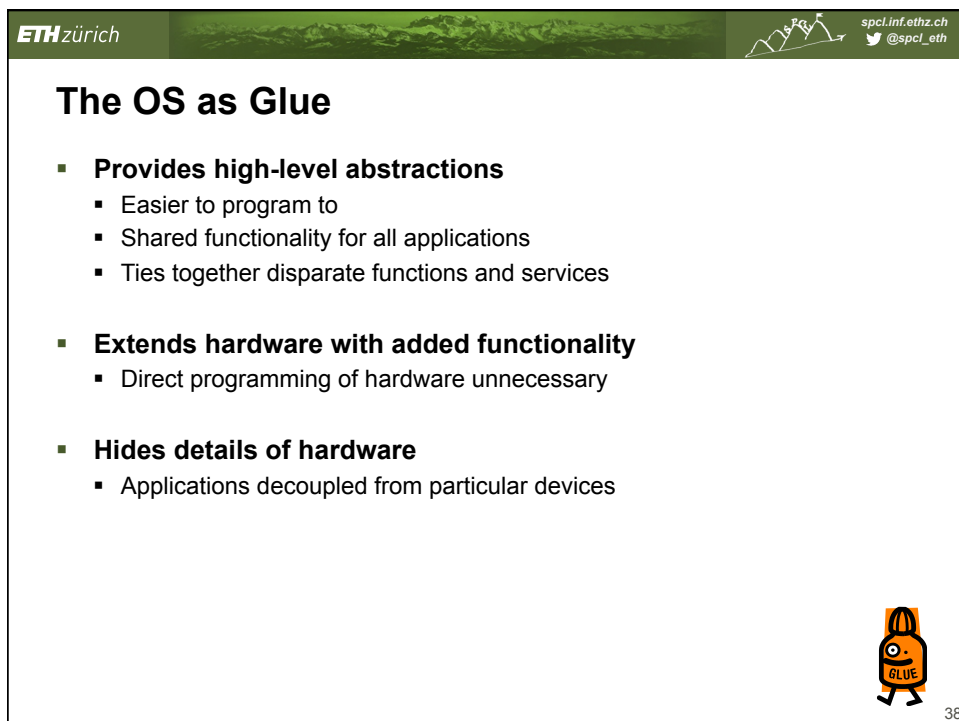 ETH zürich
spcl.inf.ethz.ch
@spcl_eth
The OS as Glue
Provides high-level abstractions
Easier to program to
Shared functionality for all applications
Ties together disparate functions and services
Extends hardware with added functionality
Direct programming of hardware unnecessary
Hides details of hardware
Applications decoupled from particular devices
GLUE
38